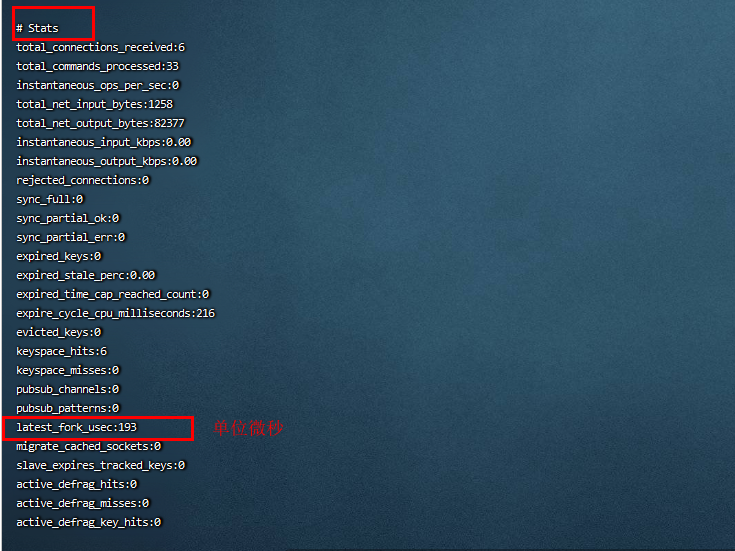 # Stats
total_connections_received:6
total_commands_processed:33
instantaneous_ops_per_sec:0
total_net_input_bytes:1258
total_net_output_bytes:82377
instantaneous_input_kbps:0.00
instantaneous_output_kbps:0.00
rejected_connections:0
sync_full:0
sync_partial_ok:0
sync_partial_err:0
expired_keys:0
expired_stale_perc:0.00
expired_time_cap_reached_count:0
expire_cycle_cpu_milliseconds:216
evicted_keys:0
keyspace_hits:6
keyspace_misses:0
pubsub_channels:0
pubsub_patterns:0
latest_fork_usec:193 单位微秒
migrate_cached_sockets:0
slave_expires_tracked_keys:0
active_defrag_hits:0
active_defrag_misses:0
active_defrag_key_hits:0